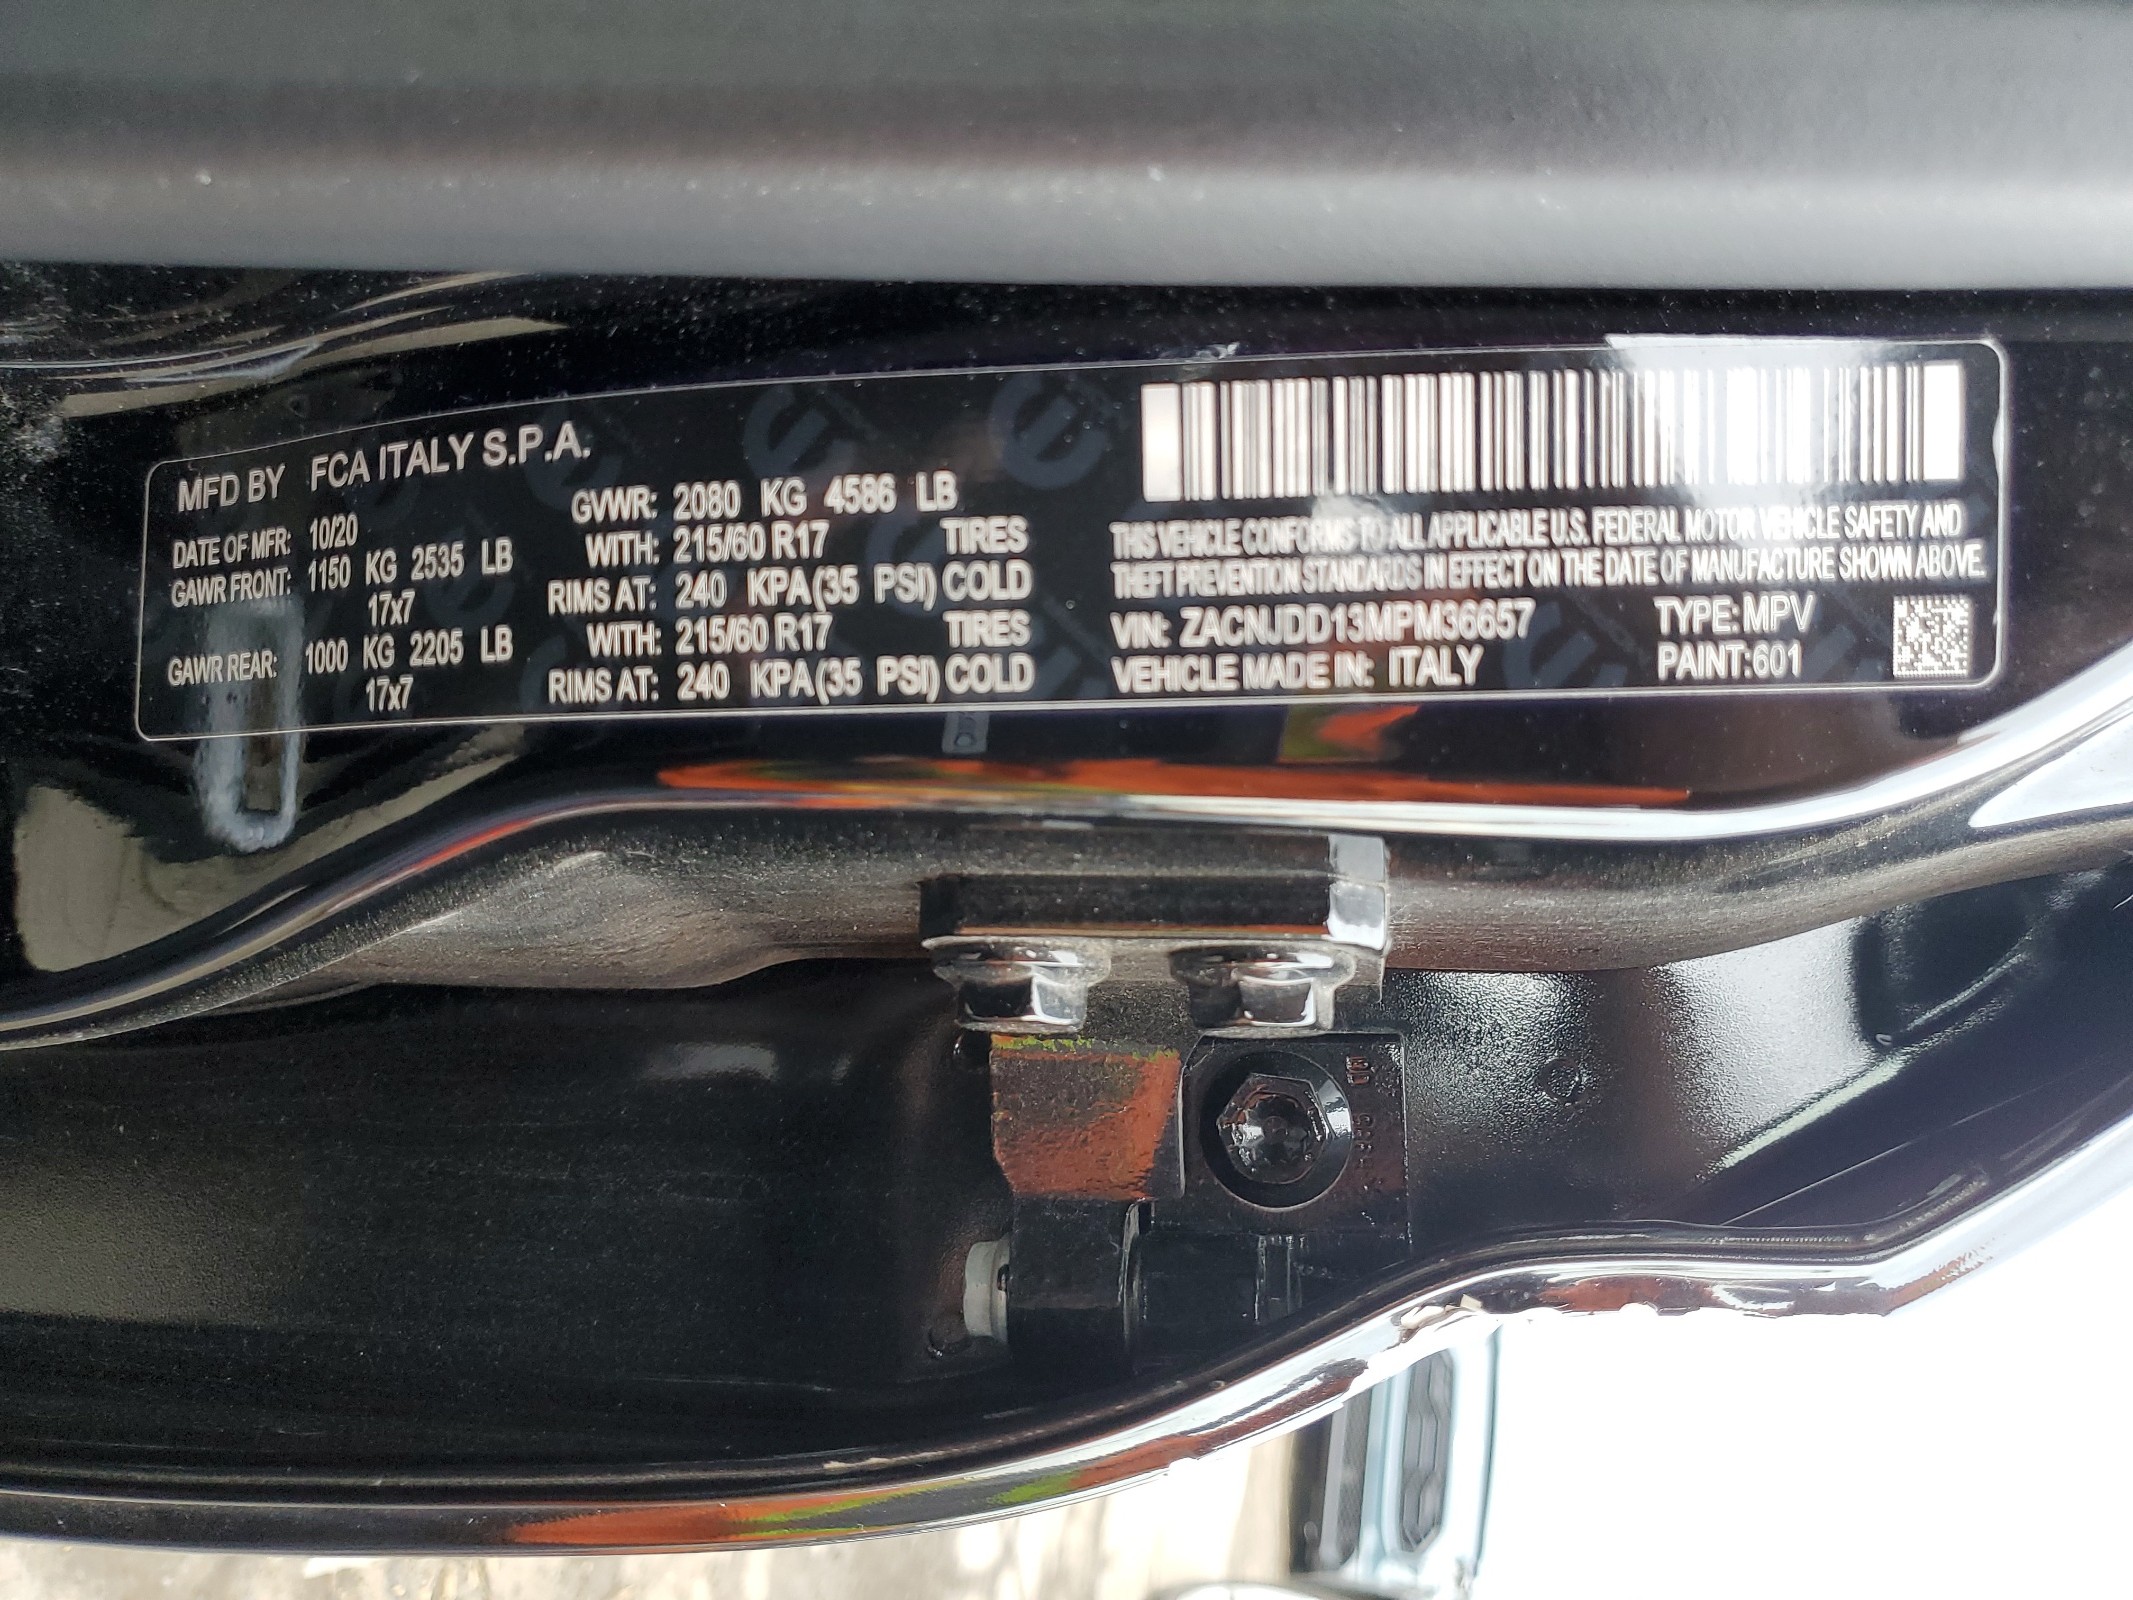 MFD BY FCA ITALY S.P.A.
DATE OF MFR: 10/20 GVWR: 2080 KG 4586 LB
GAWR FRONT: 1150 KG 2535 LB WITH: 215/60 R17 TIRES
17x7 RIMS AT: 240 KPA(35 PSI) COLD
GAWR REAR: 1000 KG 2205 LB WITH: 215/60 R17 TIRES
17x7 RIMS AT: 240 KPA(35 PSI) COLD
THIS VEHICLE CONFORMS TO ALL APPLICABLE U.S. FEDERAL MOTOR VEHICLE SAFETY AND
THEFT PREVENTION STANDARDS IN EFFECT ON THE DATE OF MANUFACTURE SHOWN ABOVE.
VIN: ZACNJDD13MPM36657 TYPE: MPV
VEHICLE MADE IN: ITALY PAINT:601